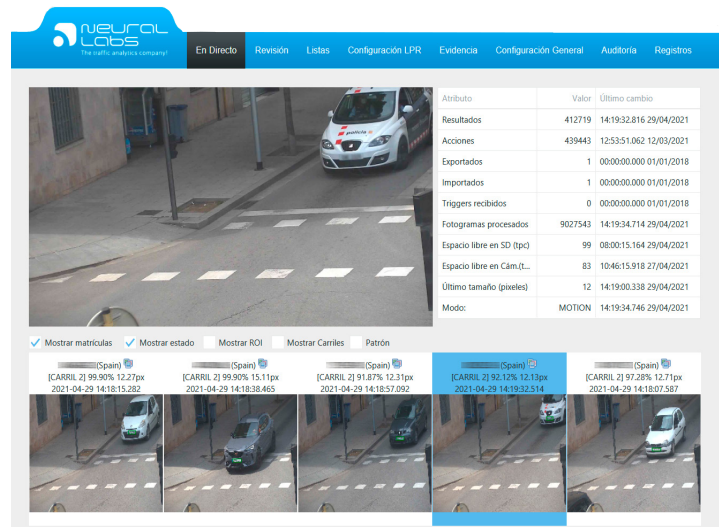 Neural
Labs
The traffic analytics company!
En Directo
Revisión
Listas
Configuración LPR
Evidencia
Configuración General
Auditoría
Registros
policia
Atributo Valor Último cambio
Resultados 412719 14:19:32.816 29/04/2021
Acciones 439443 12:53:51.062 12/03/2021
Exportados 1 00:00:00.000 01/01/2018
Importados 1 00:00:00.000 01/01/2018
Triggers recibidos 0 00:00:00.000 01/01/2018
Fotogramas procesados 9027543 14:19:34.714 29/04/2021
Espacio libre en SD (tpc) 99 08:00:15.164 29/04/2021
Espacio libre en Cám.(t... 83 10:46:15.918 27/04/2021
Último tamaño (pixeles) 12 14:19:00.338 29/04/2021
Modo: MOTION 14:19:34.746 29/04/2021
Mostrar matrículas
Mostrar estado
Mostrar ROI
Mostrar Carriles
Patrón
(Spain)
[CARRIL 2] 99.90% 12.27px
2021-04-29 14:18:15.282
(Spain)
[CARRIL 2] 99.90% 15.11px
2021-04-29 14:18:38.465
(Spain)
[CARRIL 2] 91.87% 12.31px
2021-04-29 14:18:57.092
(Spain)
[CARRIL 2] 92.12% 12.13px
2021-04-29 14:19:32.514
(Spain)
[CARRIL 2] 97.28% 12.71px
2021-04-29 14:18:07.587